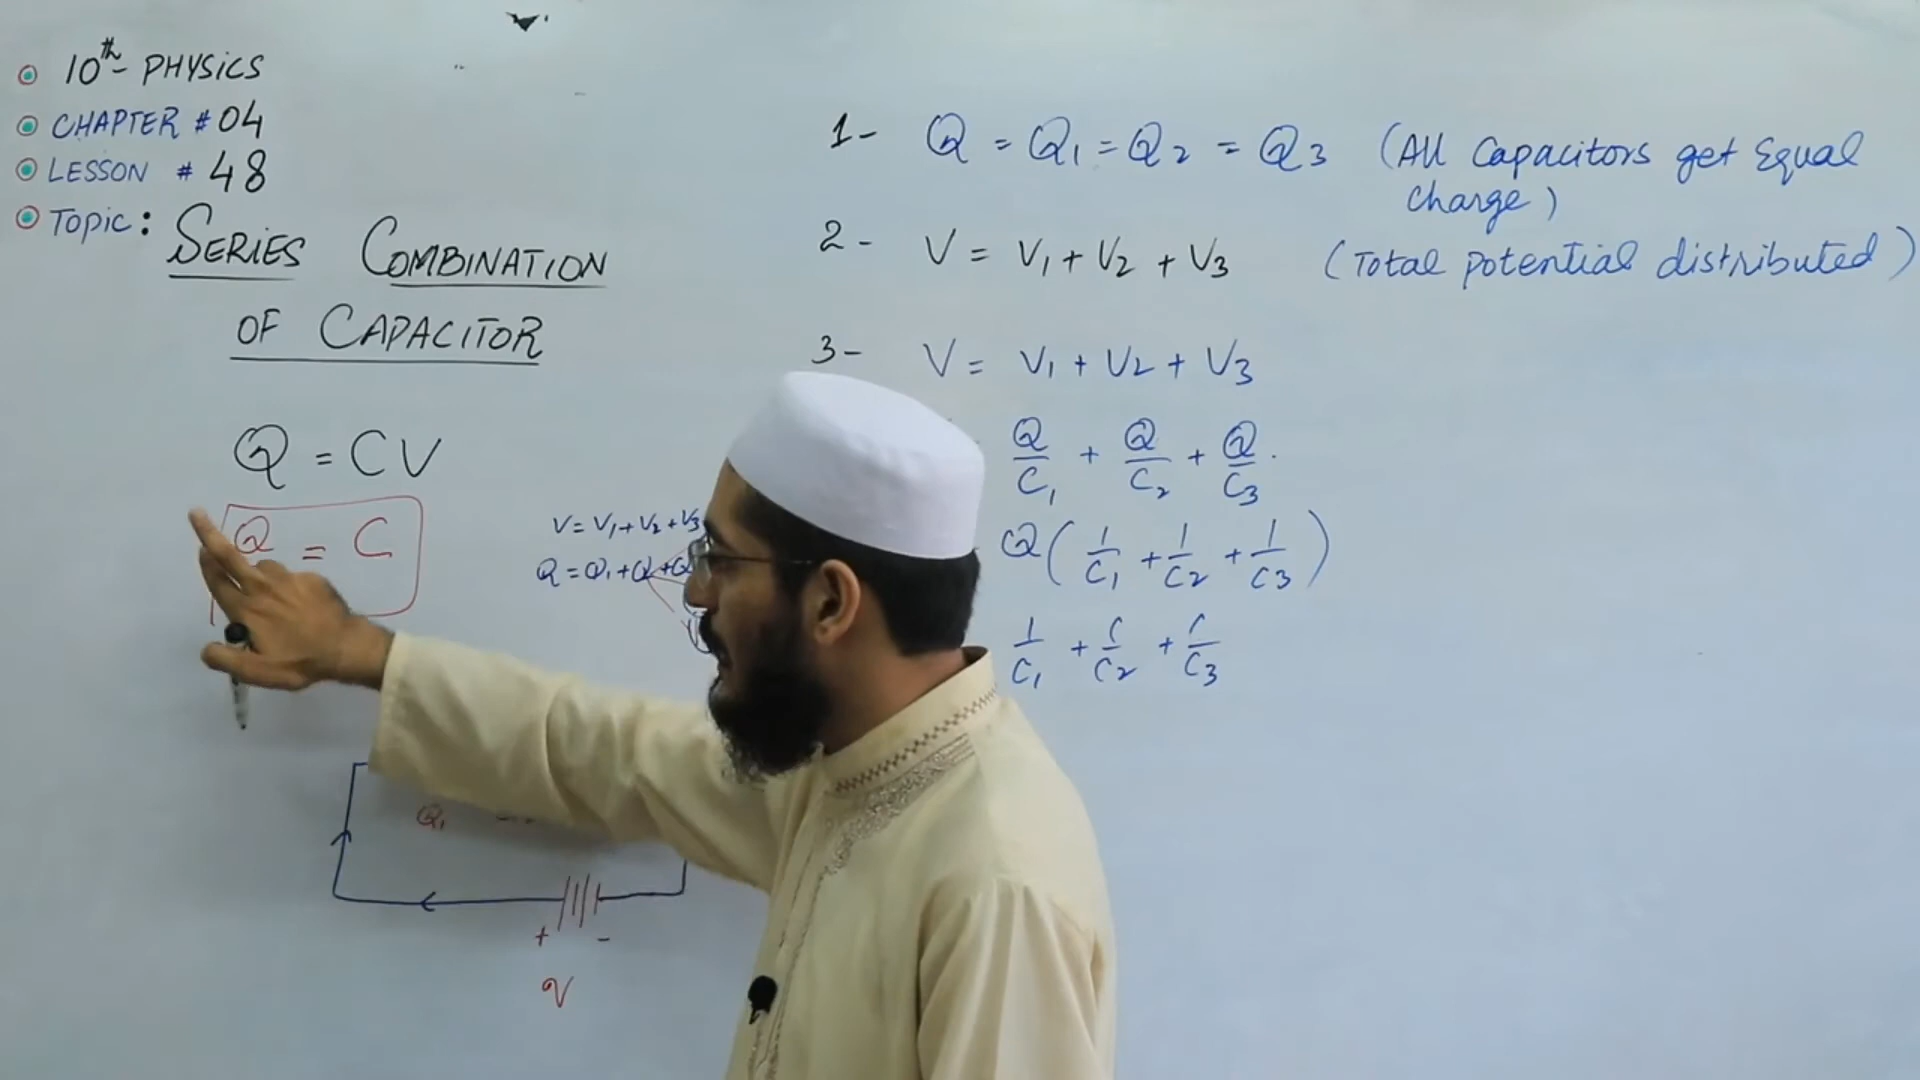 10th- PHYSICS
CHAPTER # 04
LESSON # 48
TOPIC: SERIES COMBINATION
OF CAPACITOR
Q = CV
Q = C
V = V1 + V2 + V3
Q = Q1 + Q + Q
Q1
+ -
V
1- Q = Q1 = Q2 = Q3 (All Capacitors get Equal
charge)
2- V = V1 + V2 + V3 (Total potential distributed)
3- V = V1 + V2 + V3
Q/C1 + Q/C2 + Q/C3.
Q(1/C1 + 1/C2 + 1/C3)
1/C1 + 1/C2 + 1/C3